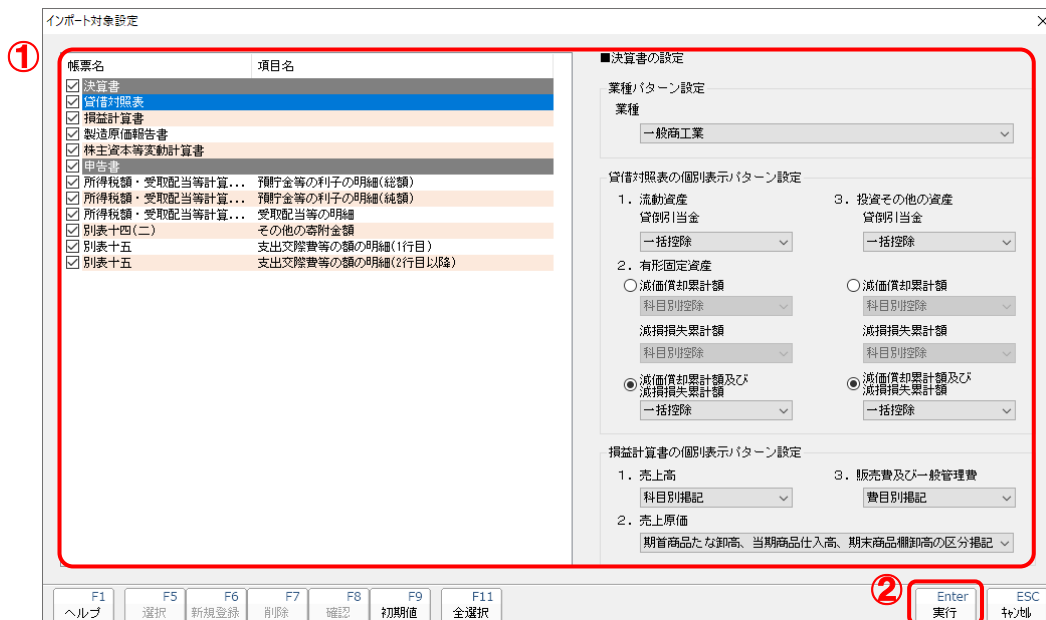 インポート対象設定
①
帳票名 項目名
決算書
貸借対照表
損益計算書
製造原価報告書
株主資本等変動計算書
申告書
所得税額・受取配当等計算... 預貯金等の利子の明細(総額)
所得税額・受取配当等計算... 預貯金等の利子の明細(純額)
所得税額・受取配当等計算... 受取配当等の明細
別表十四(二) その他の寄附金額
別表十五 支出交際費等の額の明細(1行目)
別表十五 支出交際費等の額の明細(2行目以降)
■決算書の設定
業種パターン設定
業種
一般商工業
貸借対照表の個別表示パターン設定
1. 流動資産
貸倒引当金
一括控除
3. 投資その他の資産
貸倒引当金
一括控除
2. 有形固定資産
減価償却累計額
科目別控除
減損損失累計額
科目別控除
減価償却累計額及び
減損損失累計額
一括控除
減価償却累計額
科目別控除
減損損失累計額
科目別控除
減価償却累計額及び
減損損失累計額
一括控除
損益計算書の個別表示パターン設定
1. 売上高
科目別掲記
3. 販売費及び一般管理費
費目別掲記
2. 売上原価
期首商品たな卸高、当期商品仕入高、期末商品棚卸高の区分掲記
②
F1 ヘルプ
F5 選択
F6 新規登録
F7 削除
F8 確認
F9 初期値
F11 全選択
Enter 実行
ESC キャンセル